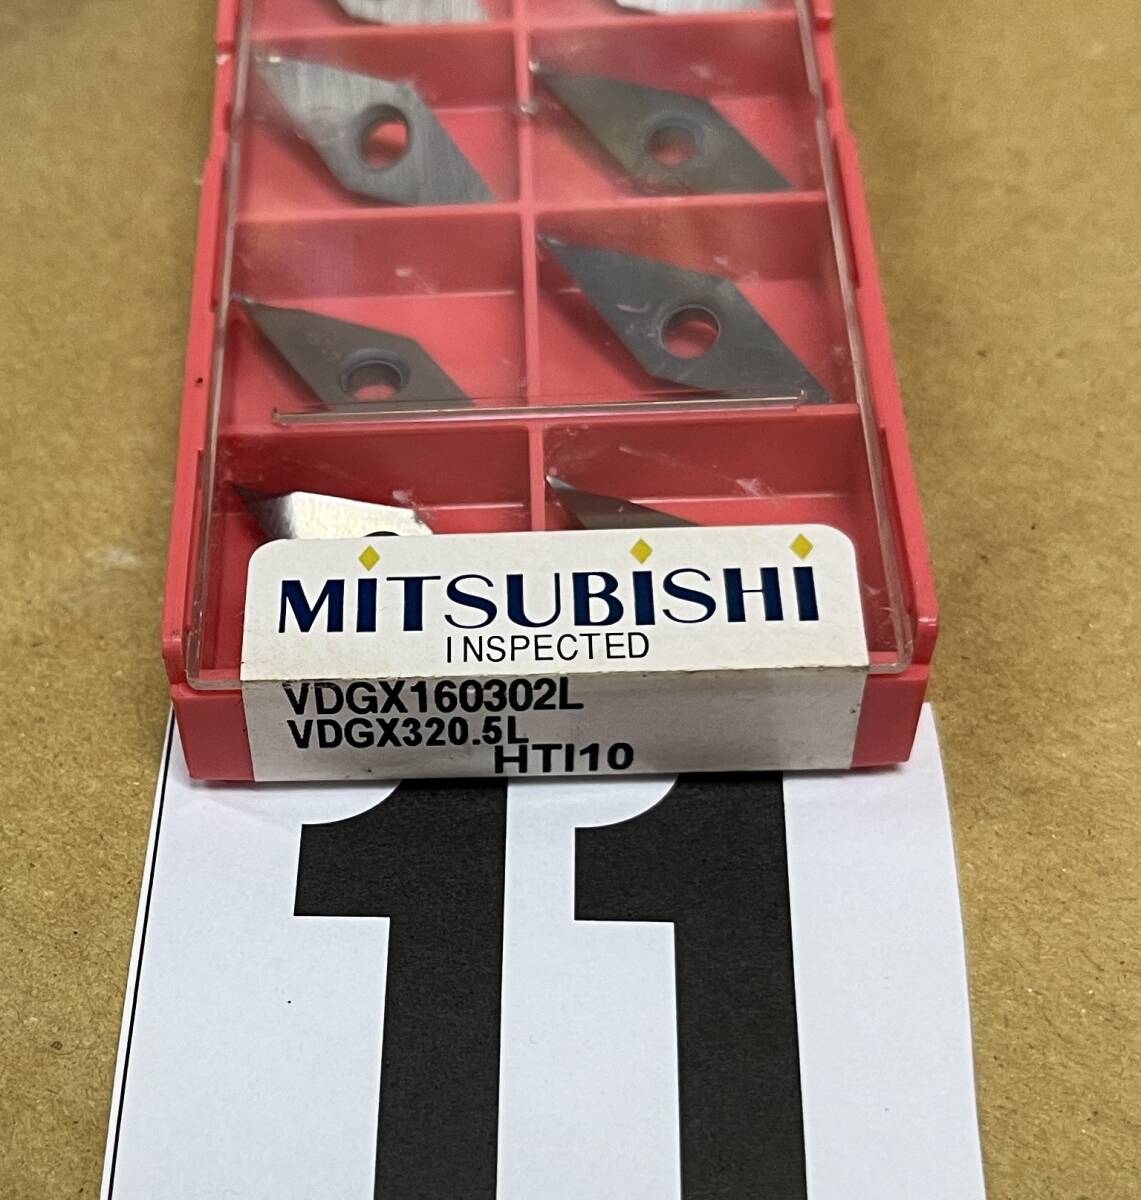 MiTSUBiSHi
INSPECTED
VDGX160302L
VDGX320.5L
HTI10
11